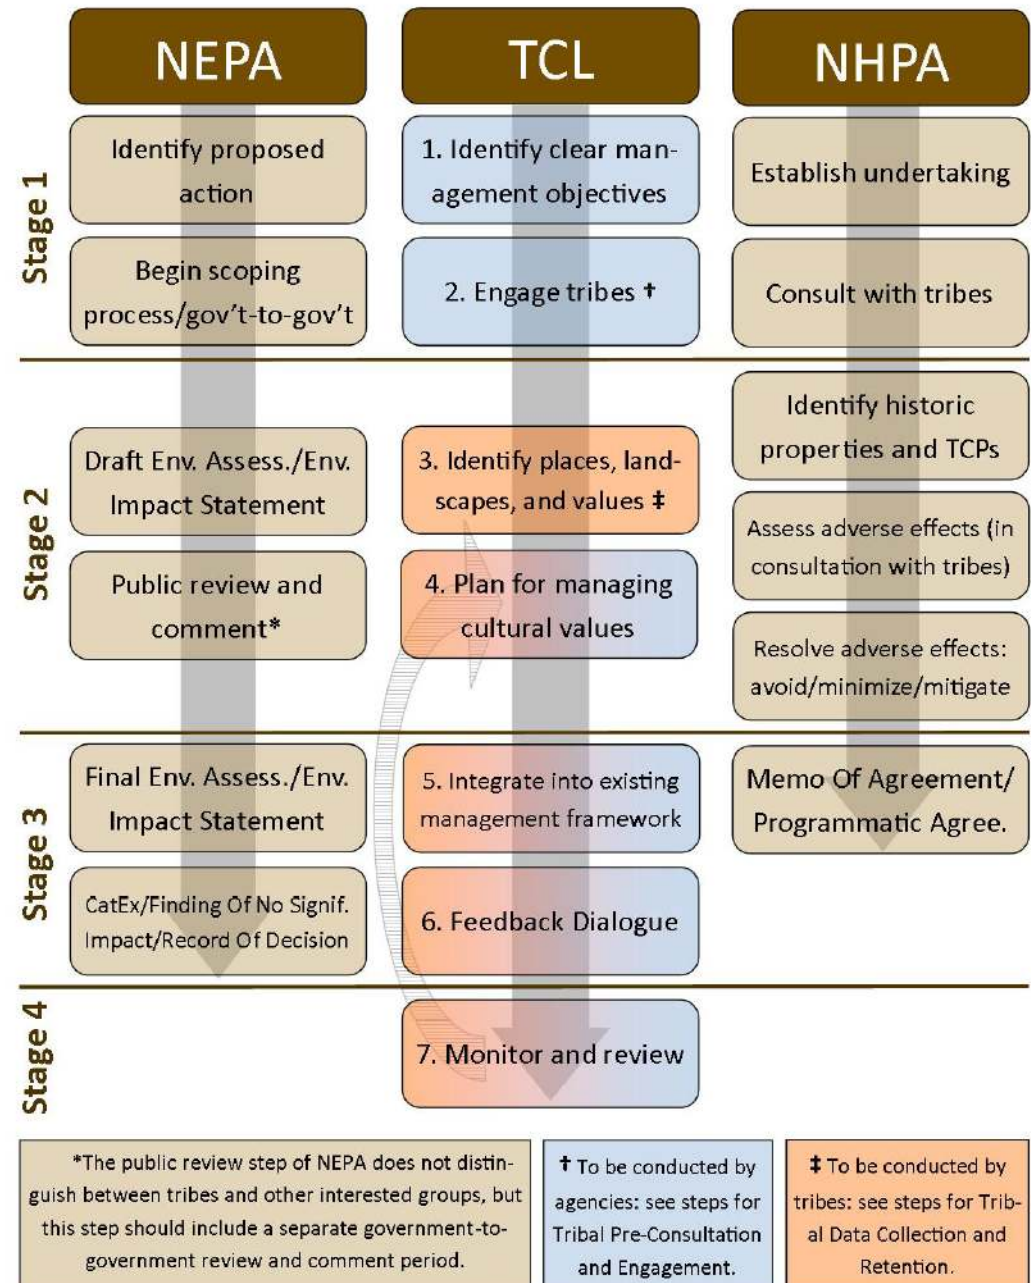 NEPA
TCL
NHPA
Stage 1
Identify proposed
action
1. Identify clear man-
agement objectives
Establish undertaking
Begin scoping
process/gov't-to-gov't
2. Engage tribes †
Consult with tribes
Stage 2
Draft Env. Assess./Env.
Impact Statement
3. Identify places, land-
scapes, and values ‡
Identify historic
properties and TCPs
Assess adverse effects (in
consultation with tribes)
Public review and
comment*
4. Plan for managing
cultural values
Resolve adverse effects:
avoid/minimize/mitigate
Stage 3
Final Env. Assess./Env.
Impact Statement
5. Integrate into existing
management framework
Memo Of Agreement/
Programmatic Agree.
CatEx/Finding Of No Signif.
Impact/Record Of Decision
6. Feedback Dialogue
Stage 4
7. Monitor and review
*The public review step of NEPA does not distin-
guish between tribes and other interested groups, but
this step should include a separate government-to-
government review and comment period.
† To be conducted by
agencies: see steps for
Tribal Pre-Consultation
and Engagement.
‡ To be conducted by
tribes: see steps for Trib-
al Data Collection and
Retention.